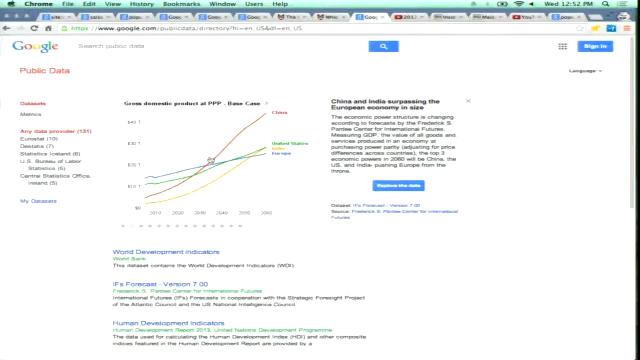 Chrome File Edit View History Bookmarks Window Help
Wed 12:52 PM
https://www.google.com/publicdata/directory?hl=en_US&dl=en_US
Google
Search public data
Sign in
Public Data
Language
Datasets
Metrics
Any data provider (131)
Eurostat (10)
Destatis (7)
Statistics Iceland (6)
U.S. Bureau of Labor
Statistics (5)
Central Statistics Office,
Ireland (5)
My Datasets
Gross domestic product at PPP - Base Case
China
United States
India
Europe
$0
2010 2020 2030 2040 2050 2060
China and India surpassing the
European economy in size
The economic power structure is changing
according to forecasts by the Frederick S.
Pardee Center for International Futures.
Measuring GDP, the value of all goods and
services produced in an economy at
purchasing power parity (adjusting for price
differences across countries), the top 3
economic powers in 2060 will be China, the
US, and India- pushing Europe from the
throne.
Explore the data
Dataset: IFs Forecast - Version 7.00
Source: Frederick S. Pardee Center for International
Futures
World Development Indicators
World Bank
This dataset contains the World Development Indicators (WDI)
IFs Forecast - Version 7.00
Frederick S. Pardee Center for International Futures
International Futures (IFs) Forecasts in cooperation with the Strategic Foresight Project
of the Atlantic Council and the US National Intelligence Council
Human Development Indicators
Human Development Report 2013, United Nations Development Programme
The data used for calculating the Human Development Index (HDI) and other composite
indices featured in the Human Development Report are provided by a